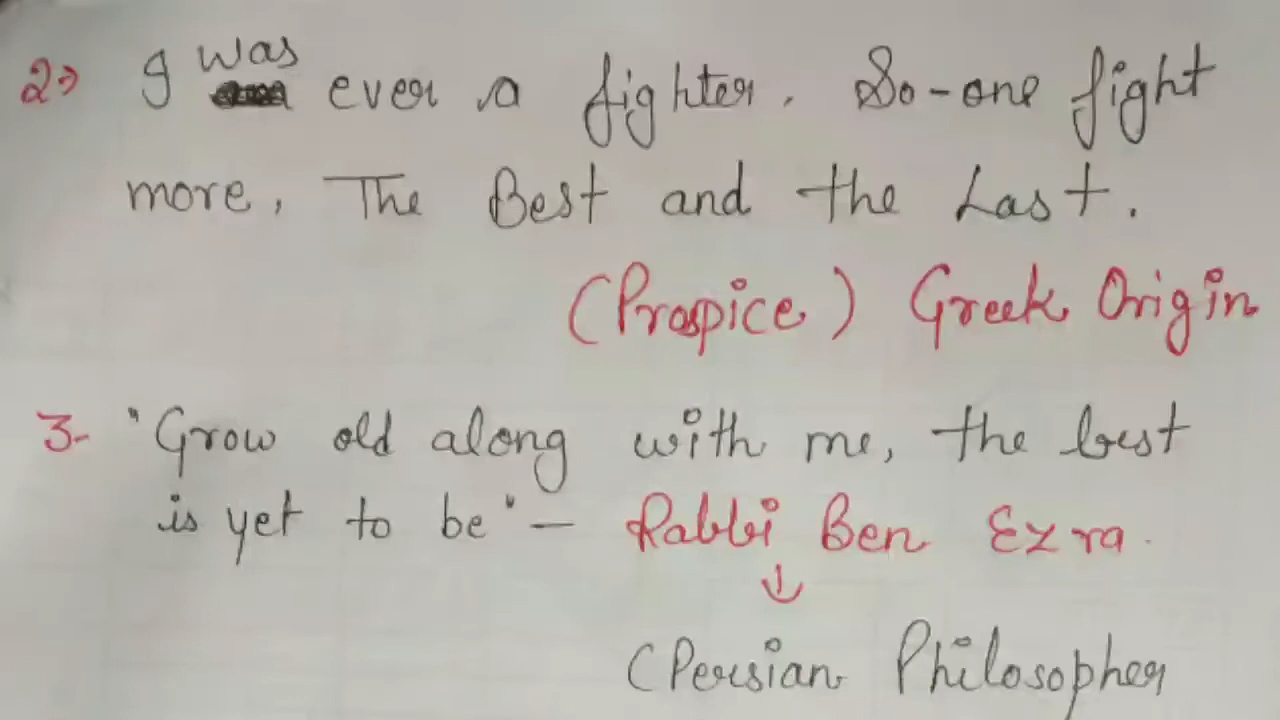 2⇒ I was ever a fighter. So-one fight
more, The Best and the Last.
(Prospice) Greek Origin
3- "Grow old along with me, the best
is yet to be" - Rabbi Ben Ezra.
↓
(Persian Philosopher